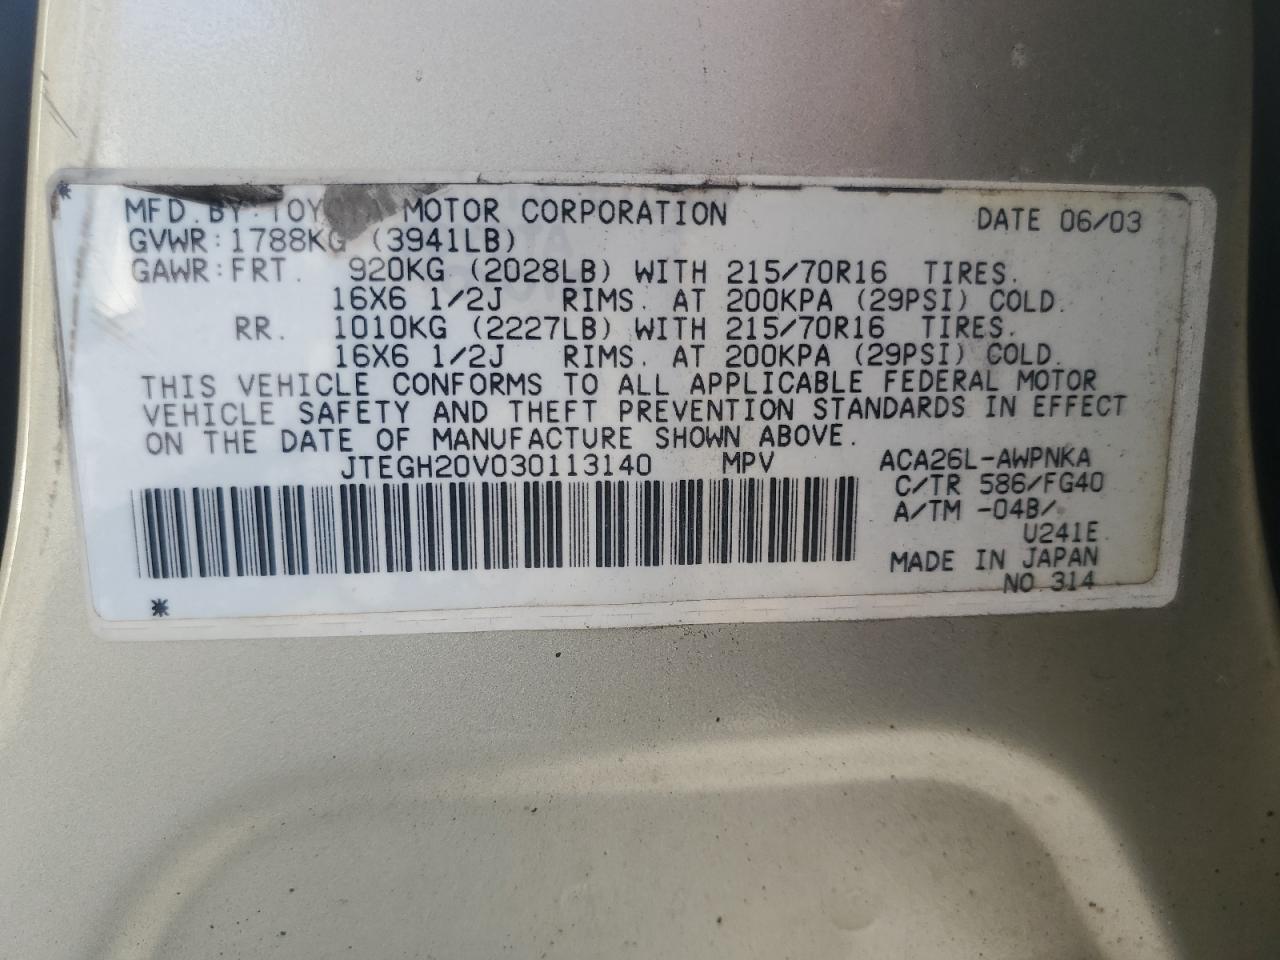 MFD. BY: TOYOTA MOTOR CORPORATION DATE 06/03
GVWR: 1788KG (3941LB)
GAWR: FRT. 920KG (2028LB) WITH 215/70R16 TIRES.
16X6 1/2J RIMS. AT 200KPA (29PSI) COLD.
RR. 1010KG (2227LB) WITH 215/70R16 TIRES.
16X6 1/2J RIMS. AT 200KPA (29PSI) COLD.
THIS VEHICLE CONFORMS TO ALL APPLICABLE FEDERAL MOTOR
VEHICLE SAFETY AND THEFT PREVENTION STANDARDS IN EFFECT
ON THE DATE OF MANUFACTURE SHOWN ABOVE.
JTEGH20V030113140 MPV ACA26L-AWPNKA
C/TR 586/FG40
A/TM -04B/
U241E
MADE IN JAPAN
NO.314